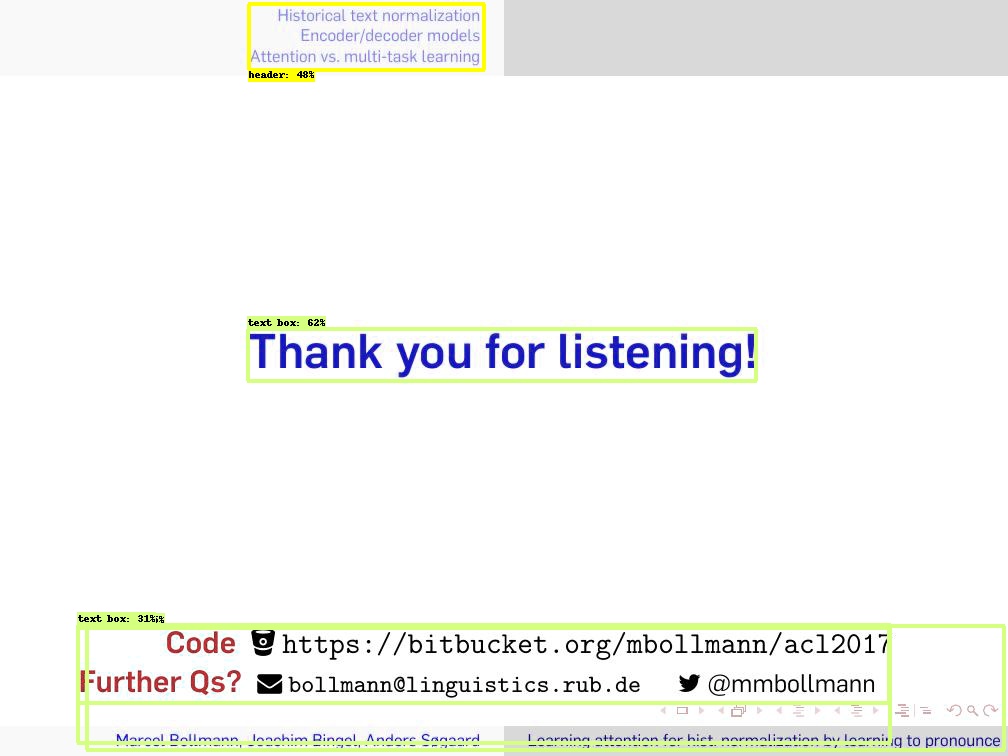 Historical text normalization
Encoder/decoder models
Attention vs. multi-task learning
header: 48%
text box: 62%
Thank you for listening!
text box: 31%
Code https://bitbucket.org/mbollmann/acl2017
Further Qs? bollmann@linguistics.rub.de @mmbollmann
Marcel Bollmann, Joachim Bingel, Anders Søgaard
Learning attention for hist. normalization by learning to pronounce